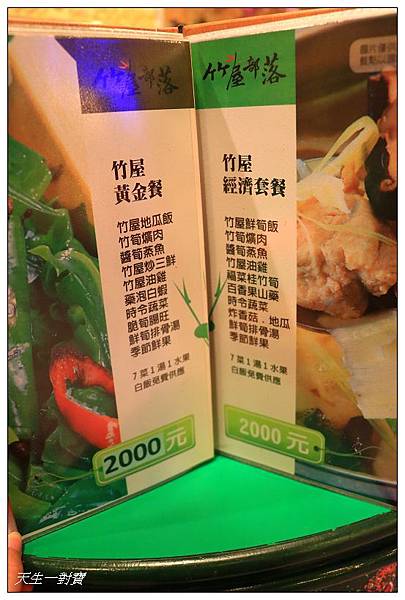 竹屋部落
竹屋
黃金餐
竹屋地瓜飯
竹筍爌肉
醬筍蒸魚
竹屋炒三鮮
竹屋油雞
藥泡白蝦
時令蔬菜
脆筍腸旺
鮮筍排骨湯
季節鮮果
7菜1湯1水果
白飯免費供應
2000元
竹屋部落
竹屋
經濟套餐
竹屋鮮筍飯
竹筍爌肉
醬筍蒸魚
竹屋油雞
福菜桂竹筍
百香果山藥
時令蔬菜
炸香菇．地瓜
鮮筍排骨湯
季節鮮果
7菜1湯1水果
白飯免費供應
2000元
天生一對寶